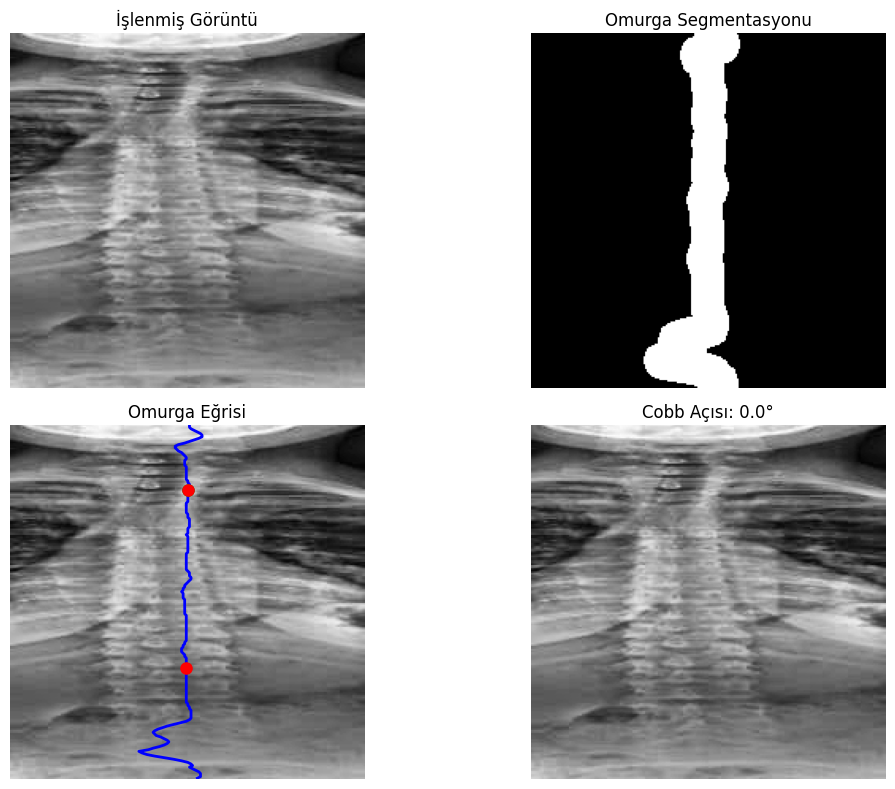 İşlenmiş Görüntü
Omurga Segmentasyonu
Omurga Eğrisi
Cobb Açısı: 0.0°